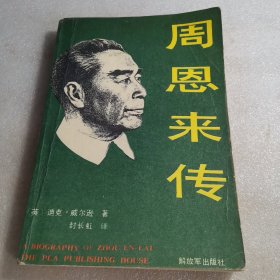 周恩来传
英 迪克·威尔逊 著
封长虹 译
A BIOGRAPHY OF ZHOU EN-LAI
THE PLA PUBLISHING HOUSE
解放军出版社